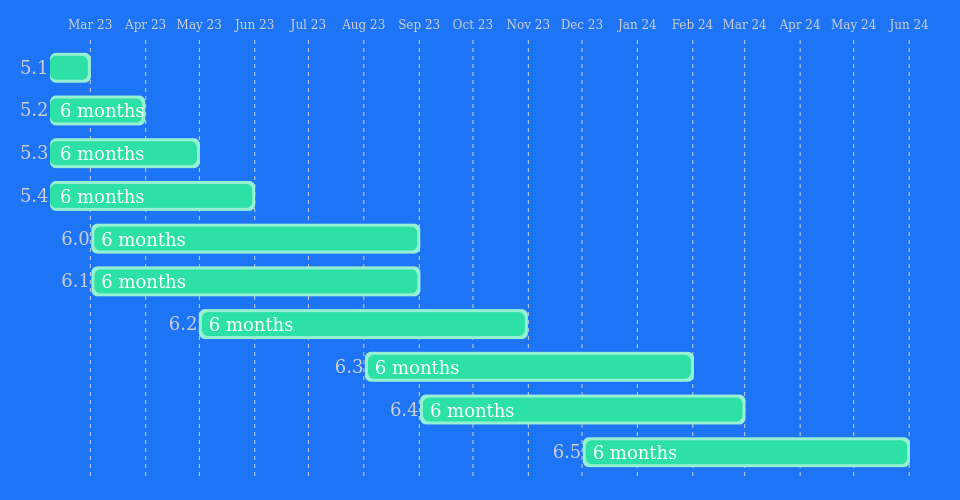 Mar 23 Apr 23 May 23 Jun 23 Jul 23 Aug 23 Sep 23 Oct 23 Nov 23 Dec 23 Jan 24 Feb 24 Mar 24 Apr 24 May 24 Jun 24
5.1
5.2 6 months
5.3 6 months
5.4 6 months
6.0 6 months
6.1 6 months
6.2 6 months
6.3 6 months
6.4 6 months
6.5 6 months